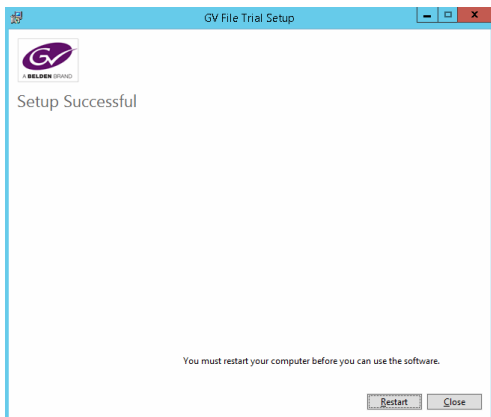 GV File Trial Setup
GV
A BELDEN BRAND
Setup Successful
You must restart your computer before you can use the software.
Restart
Close